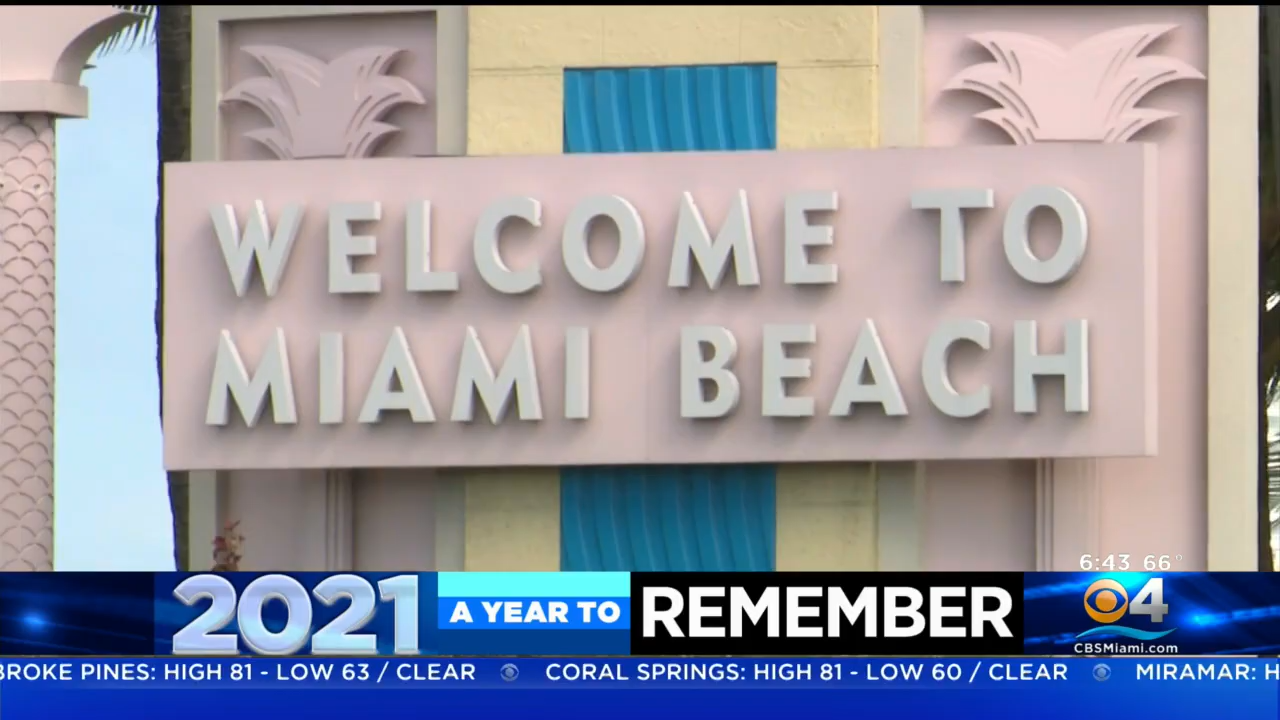 WELCOME TO
MIAMI BEACH
6:43 66°
2021 A YEAR TO REMEMBER
4
CBSMiami.com
BROKE PINES: HIGH 81 - LOW 63 / CLEAR CORAL SPRINGS: HIGH 81 - LOW 60 / CLEAR MIRAMAR: H